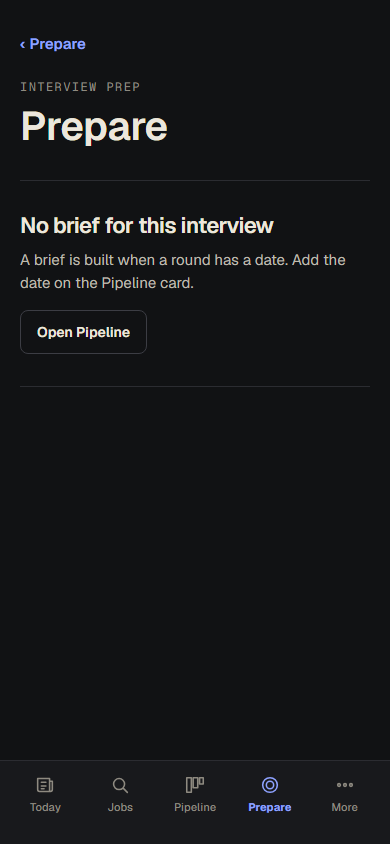 ‹ Prepare
INTERVIEW PREP
Prepare
No brief for this interview
A brief is built when a round has a date. Add the
date on the Pipeline card.
Open Pipeline
Today
Jobs
Pipeline
Prepare
More